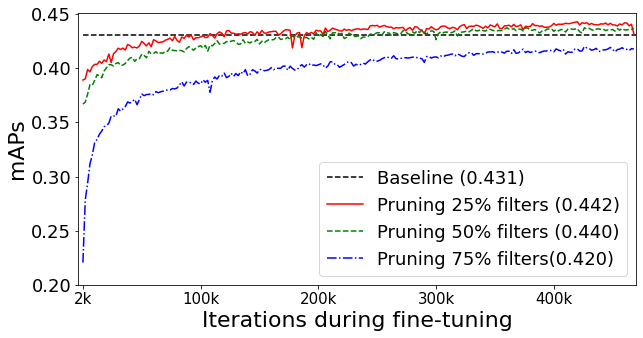 0.45
0.40
0.35
0.30
0.25
0.20
mAPs
Baseline (0.431)
Pruning 25% filters (0.442)
Pruning 50% filters (0.440)
Pruning 75% filters(0.420)
2k 100k 200k 300k 400k
Iterations during fine-tuning